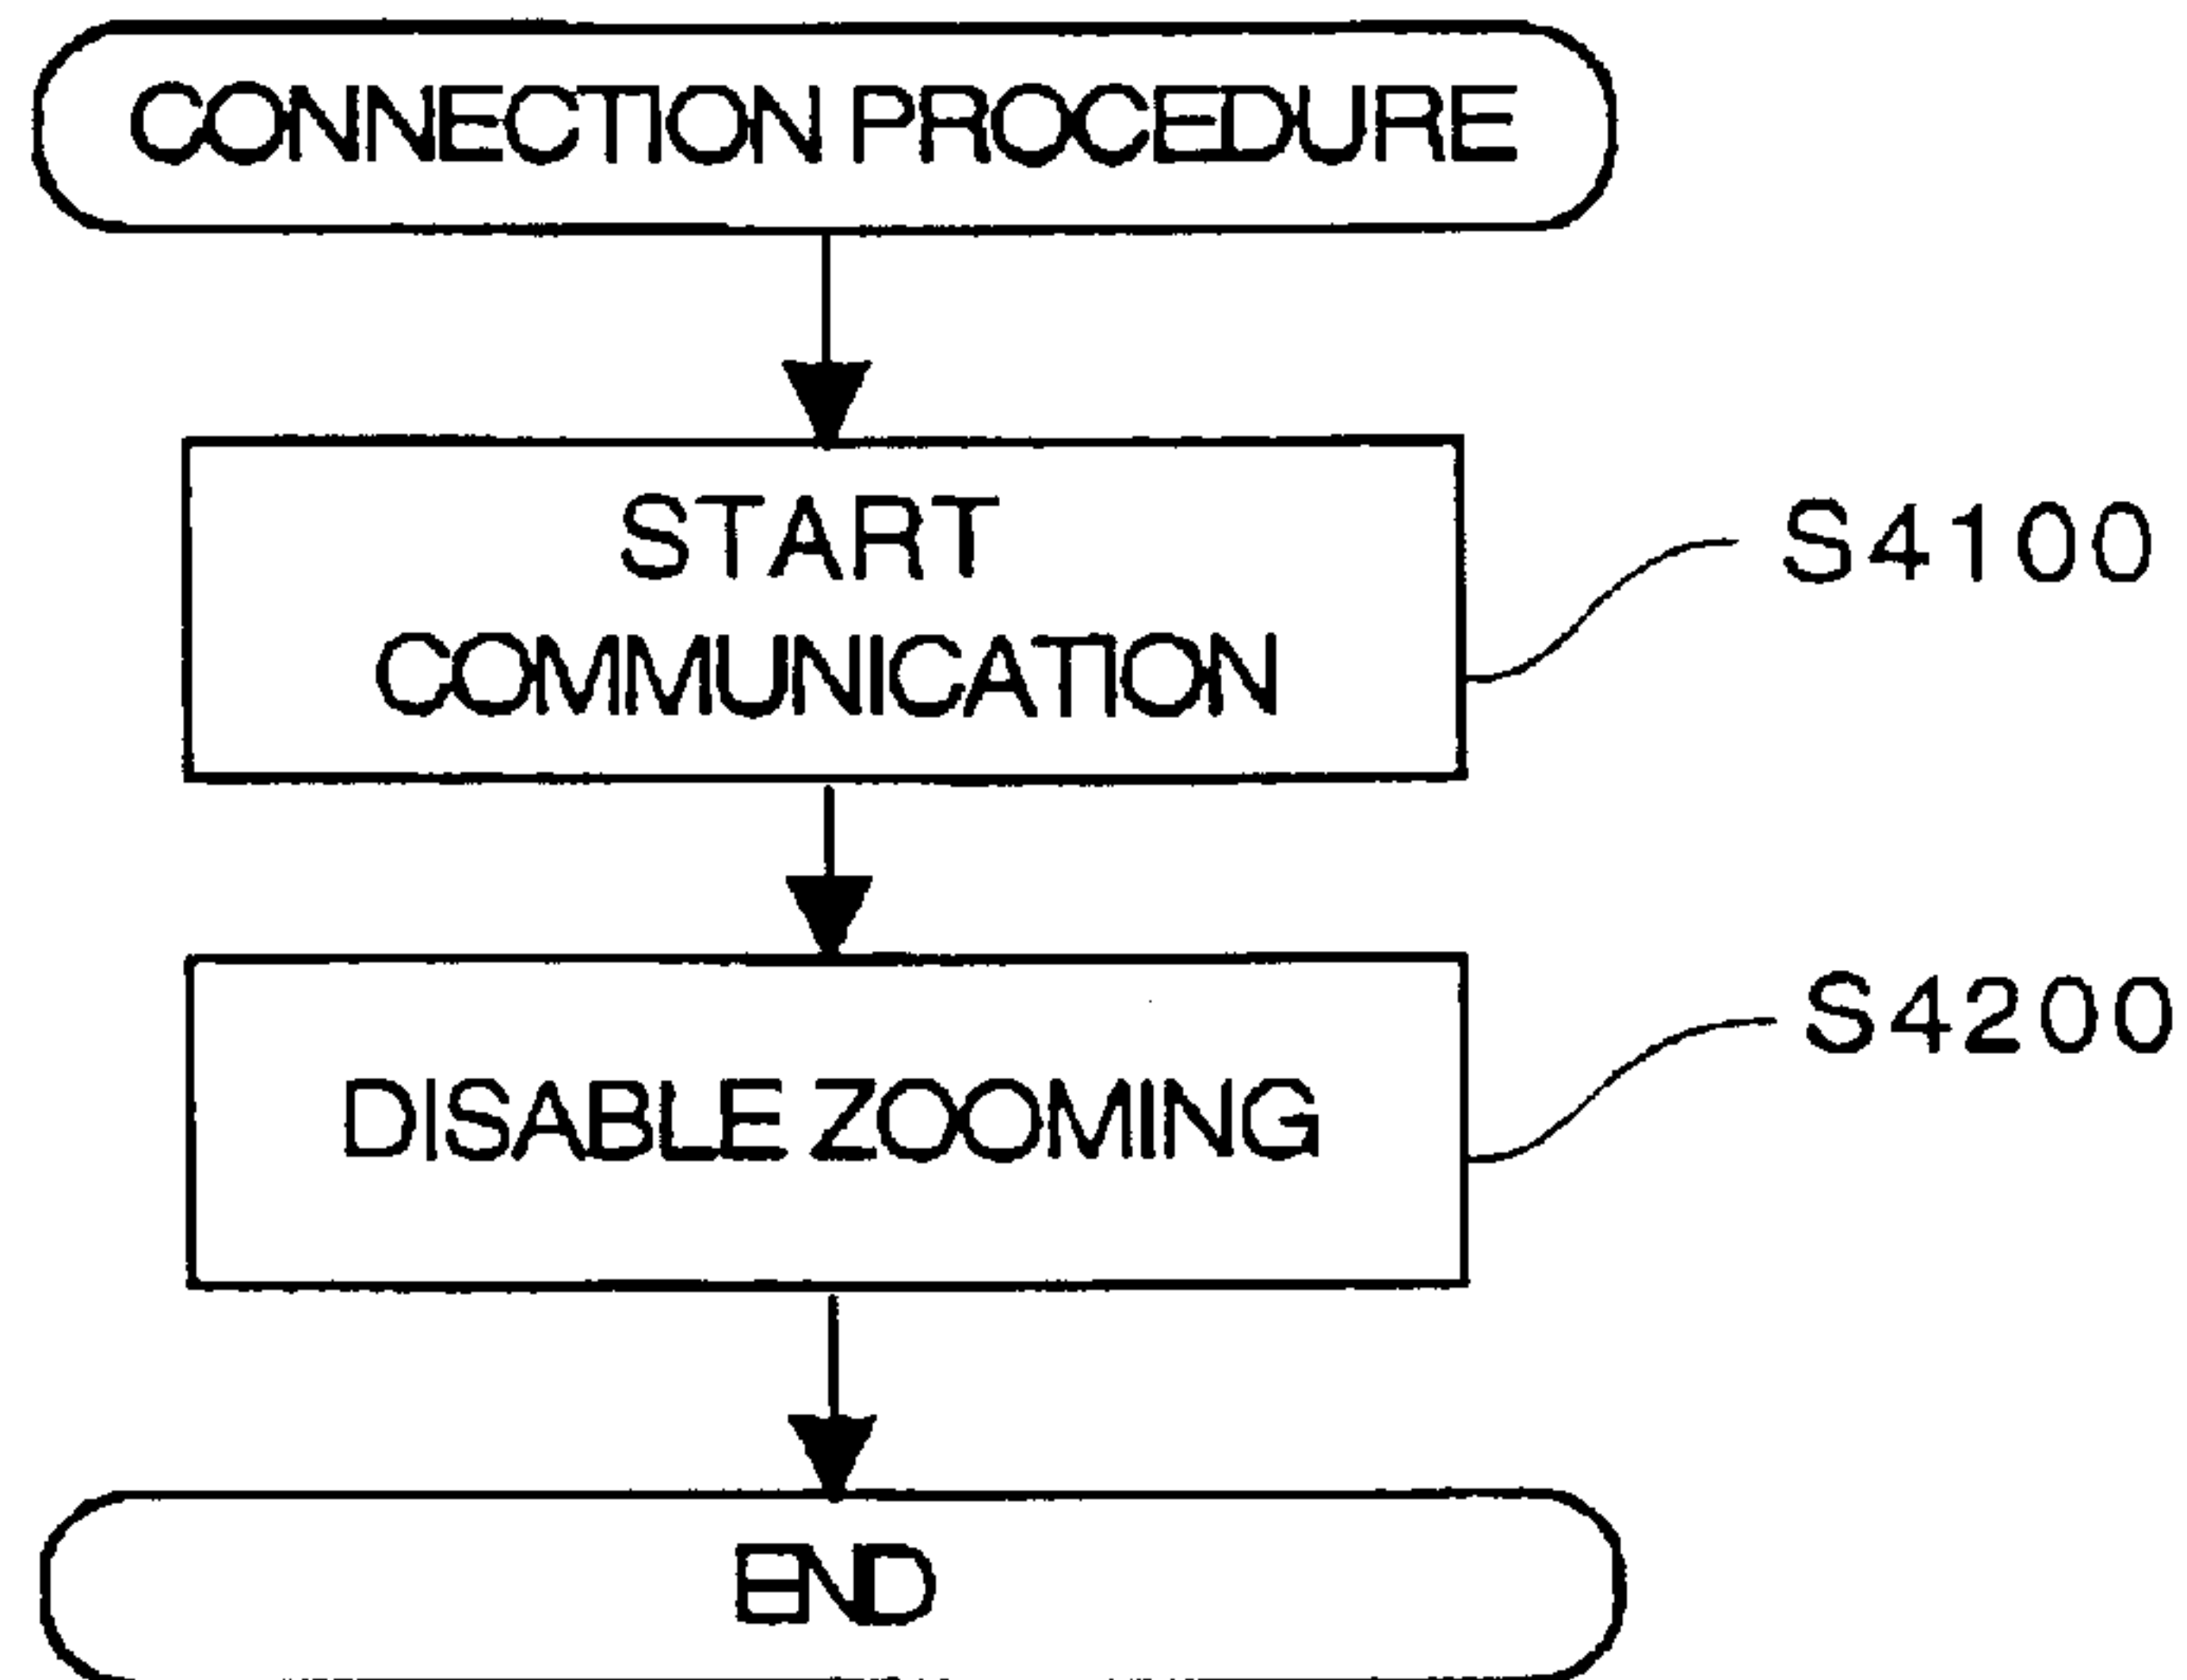 CONNECTION PROCEDURE
START
COMMUNICATION
S4100
DISABLE ZOOMING
S4200
END